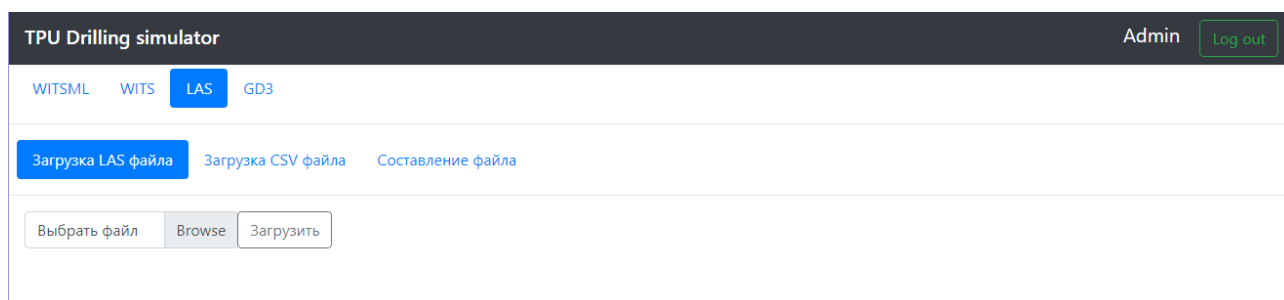 TPU Drilling simulator Admin Log out
WITSML WITS LAS GD3
Загрузка LAS файла Загрузка CSV файла Составление файла
Выбрать файл Browse Загрузить